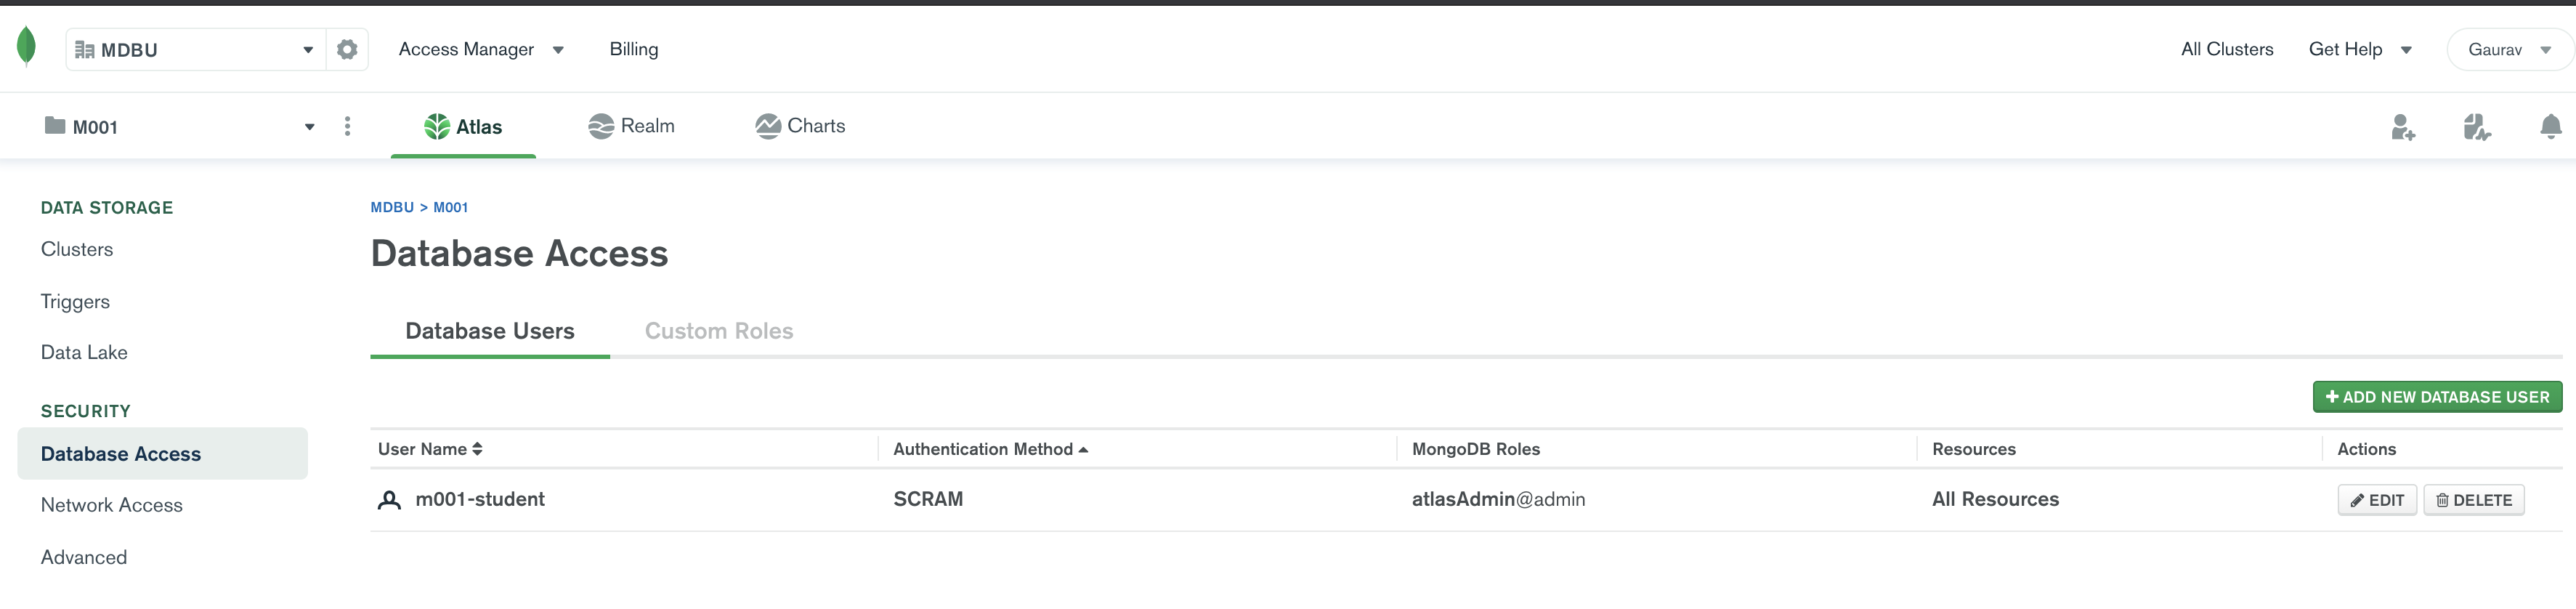 MDBU Access Manager Billing All Clusters Get Help Gaurav
M001 Atlas Realm Charts
DATA STORAGE
Clusters
Triggers
Data Lake
SECURITY
Database Access
Network Access
Advanced
MDBU > M001
Database Access
Database Users Custom Roles
ADD NEW DATABASE USER
User Name Authentication Method MongoDB Roles Resources Actions
m001-student SCRAM atlasAdmin@admin All Resources EDIT DELETE